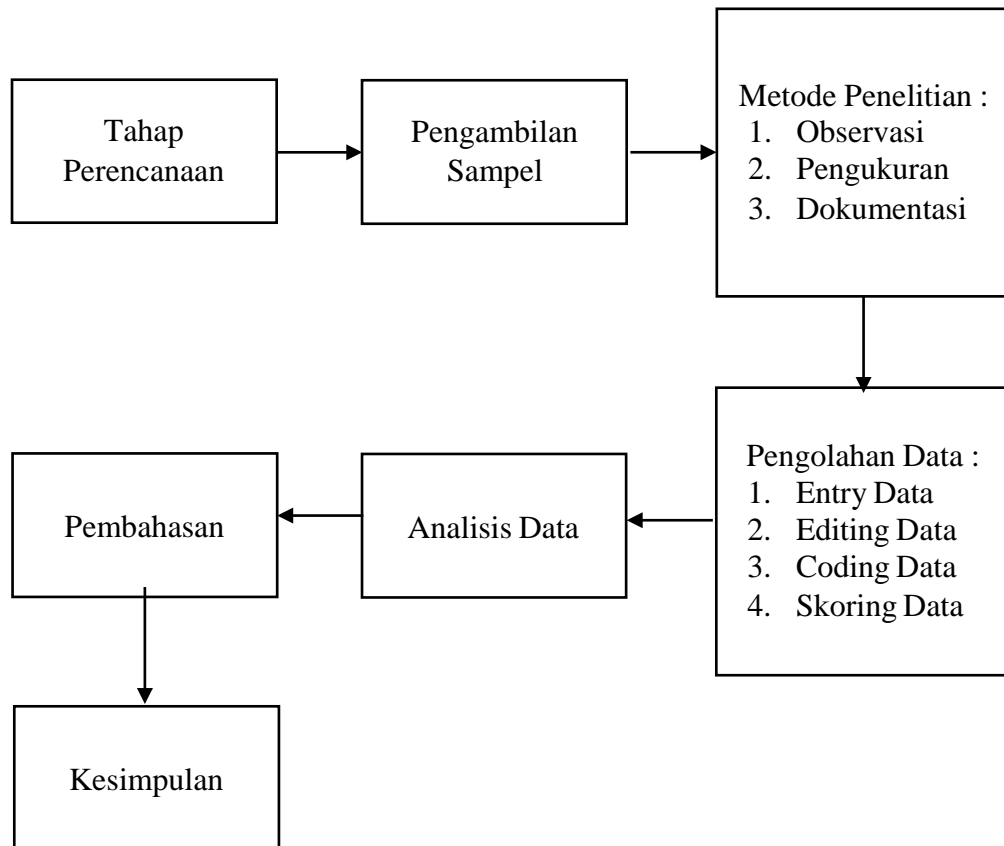 Tahap
Perencanaan
Pengambilan
Sampel
Metode Penelitian :
1. Observasi
2. Pengukuran
3. Dokumentasi
Pengolahan Data :
1. Entry Data
2. Editing Data
3. Coding Data
4. Skoring Data
Analisis Data
Pembahasan
Kesimpulan